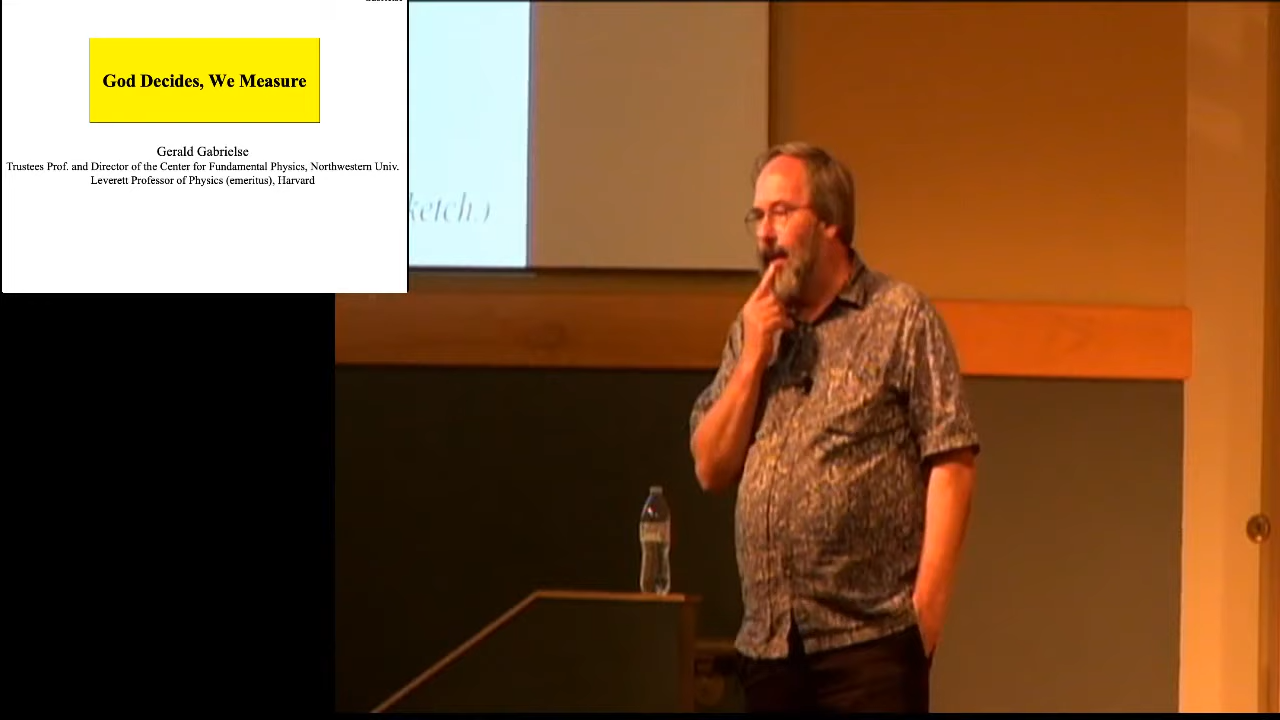 God Decides, We Measure
Gerald Gabrielse
Trustees Prof. and Director of the Center for Fundamental Physics, Northwestern Univ.
Leverett Professor of Physics (emeritus), Harvard
ketch.)